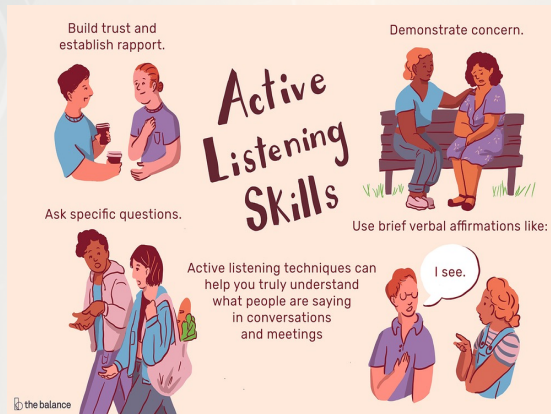 Build trust and
establish rapport.
Demonstrate concern.
Active
Listening
Skills
Ask specific questions.
Use brief verbal affirmations like:
Active listening techniques can
help you truly understand
what people are saying
in conversations
and meetings
I see.
the balance